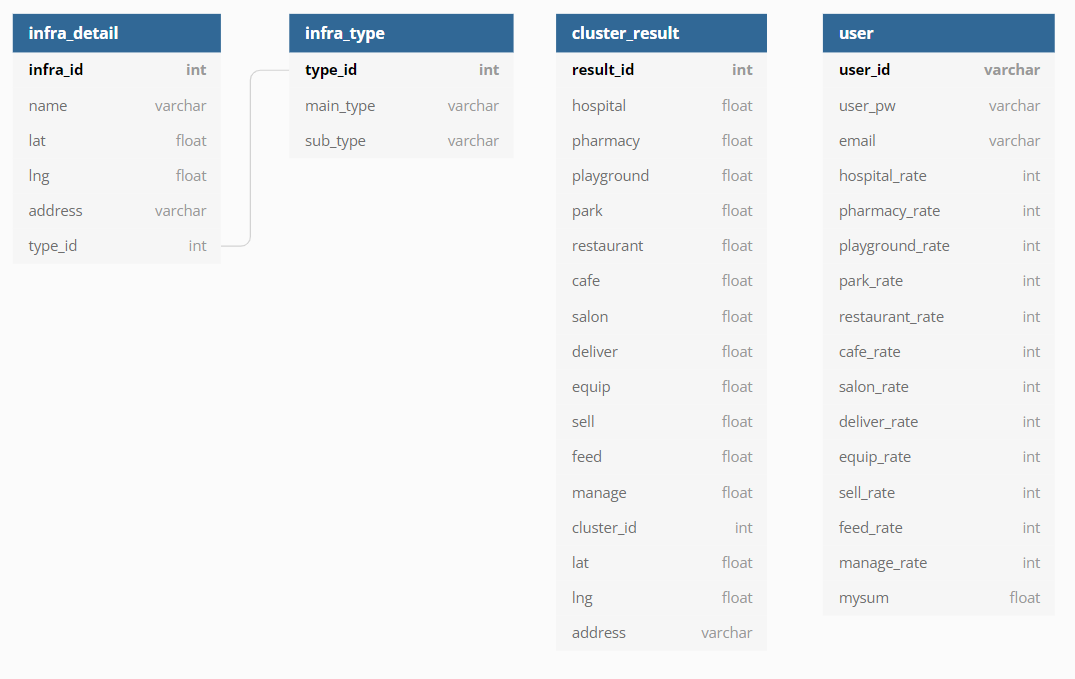 infra_detail
infra_id int
name varchar
lat float
lng float
address varchar
type_id int
infra_type
type_id int
main_type varchar
sub_type varchar
cluster_result
result_id int
hospital float
pharmacy float
playground float
park float
restaurant float
cafe float
salon float
deliver float
equip float
sell float
feed float
manage float
cluster_id int
lat float
lng float
address varchar
user
user_id varchar
user_pw varchar
email varchar
hospital_rate int
pharmacy_rate int
playground_rate int
park_rate int
restaurant_rate int
cafe_rate int
salon_rate int
deliver_rate int
equip_rate int
sell_rate int
feed_rate int
manage_rate int
mysum float